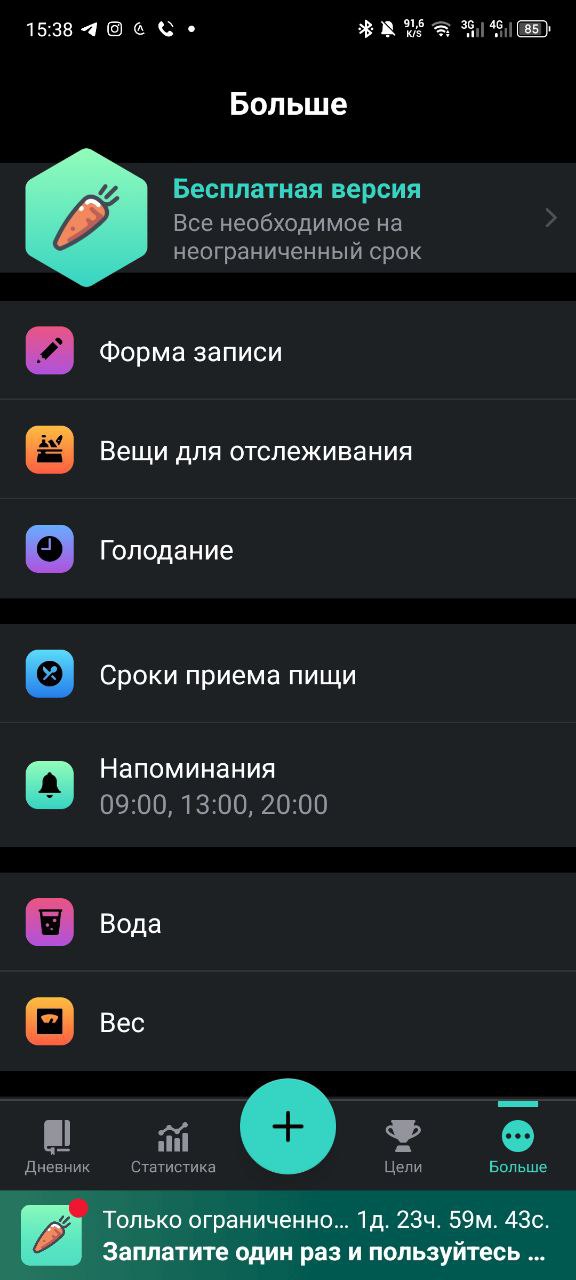 15:38
91,6
K/S
3G
4G
85
Больше
Бесплатная версия
Все необходимое на
неограниченный срок
Форма записи
Вещи для отслеживания
Голодание
Сроки приема пищи
Напоминания
09:00, 13:00, 20:00
Вода
Вес
Дневник
Статистика
Цели
Больше
Только ограниченно... 1д. 23ч. 59м. 43с.
Заплатите один раз и пользуйтесь ...